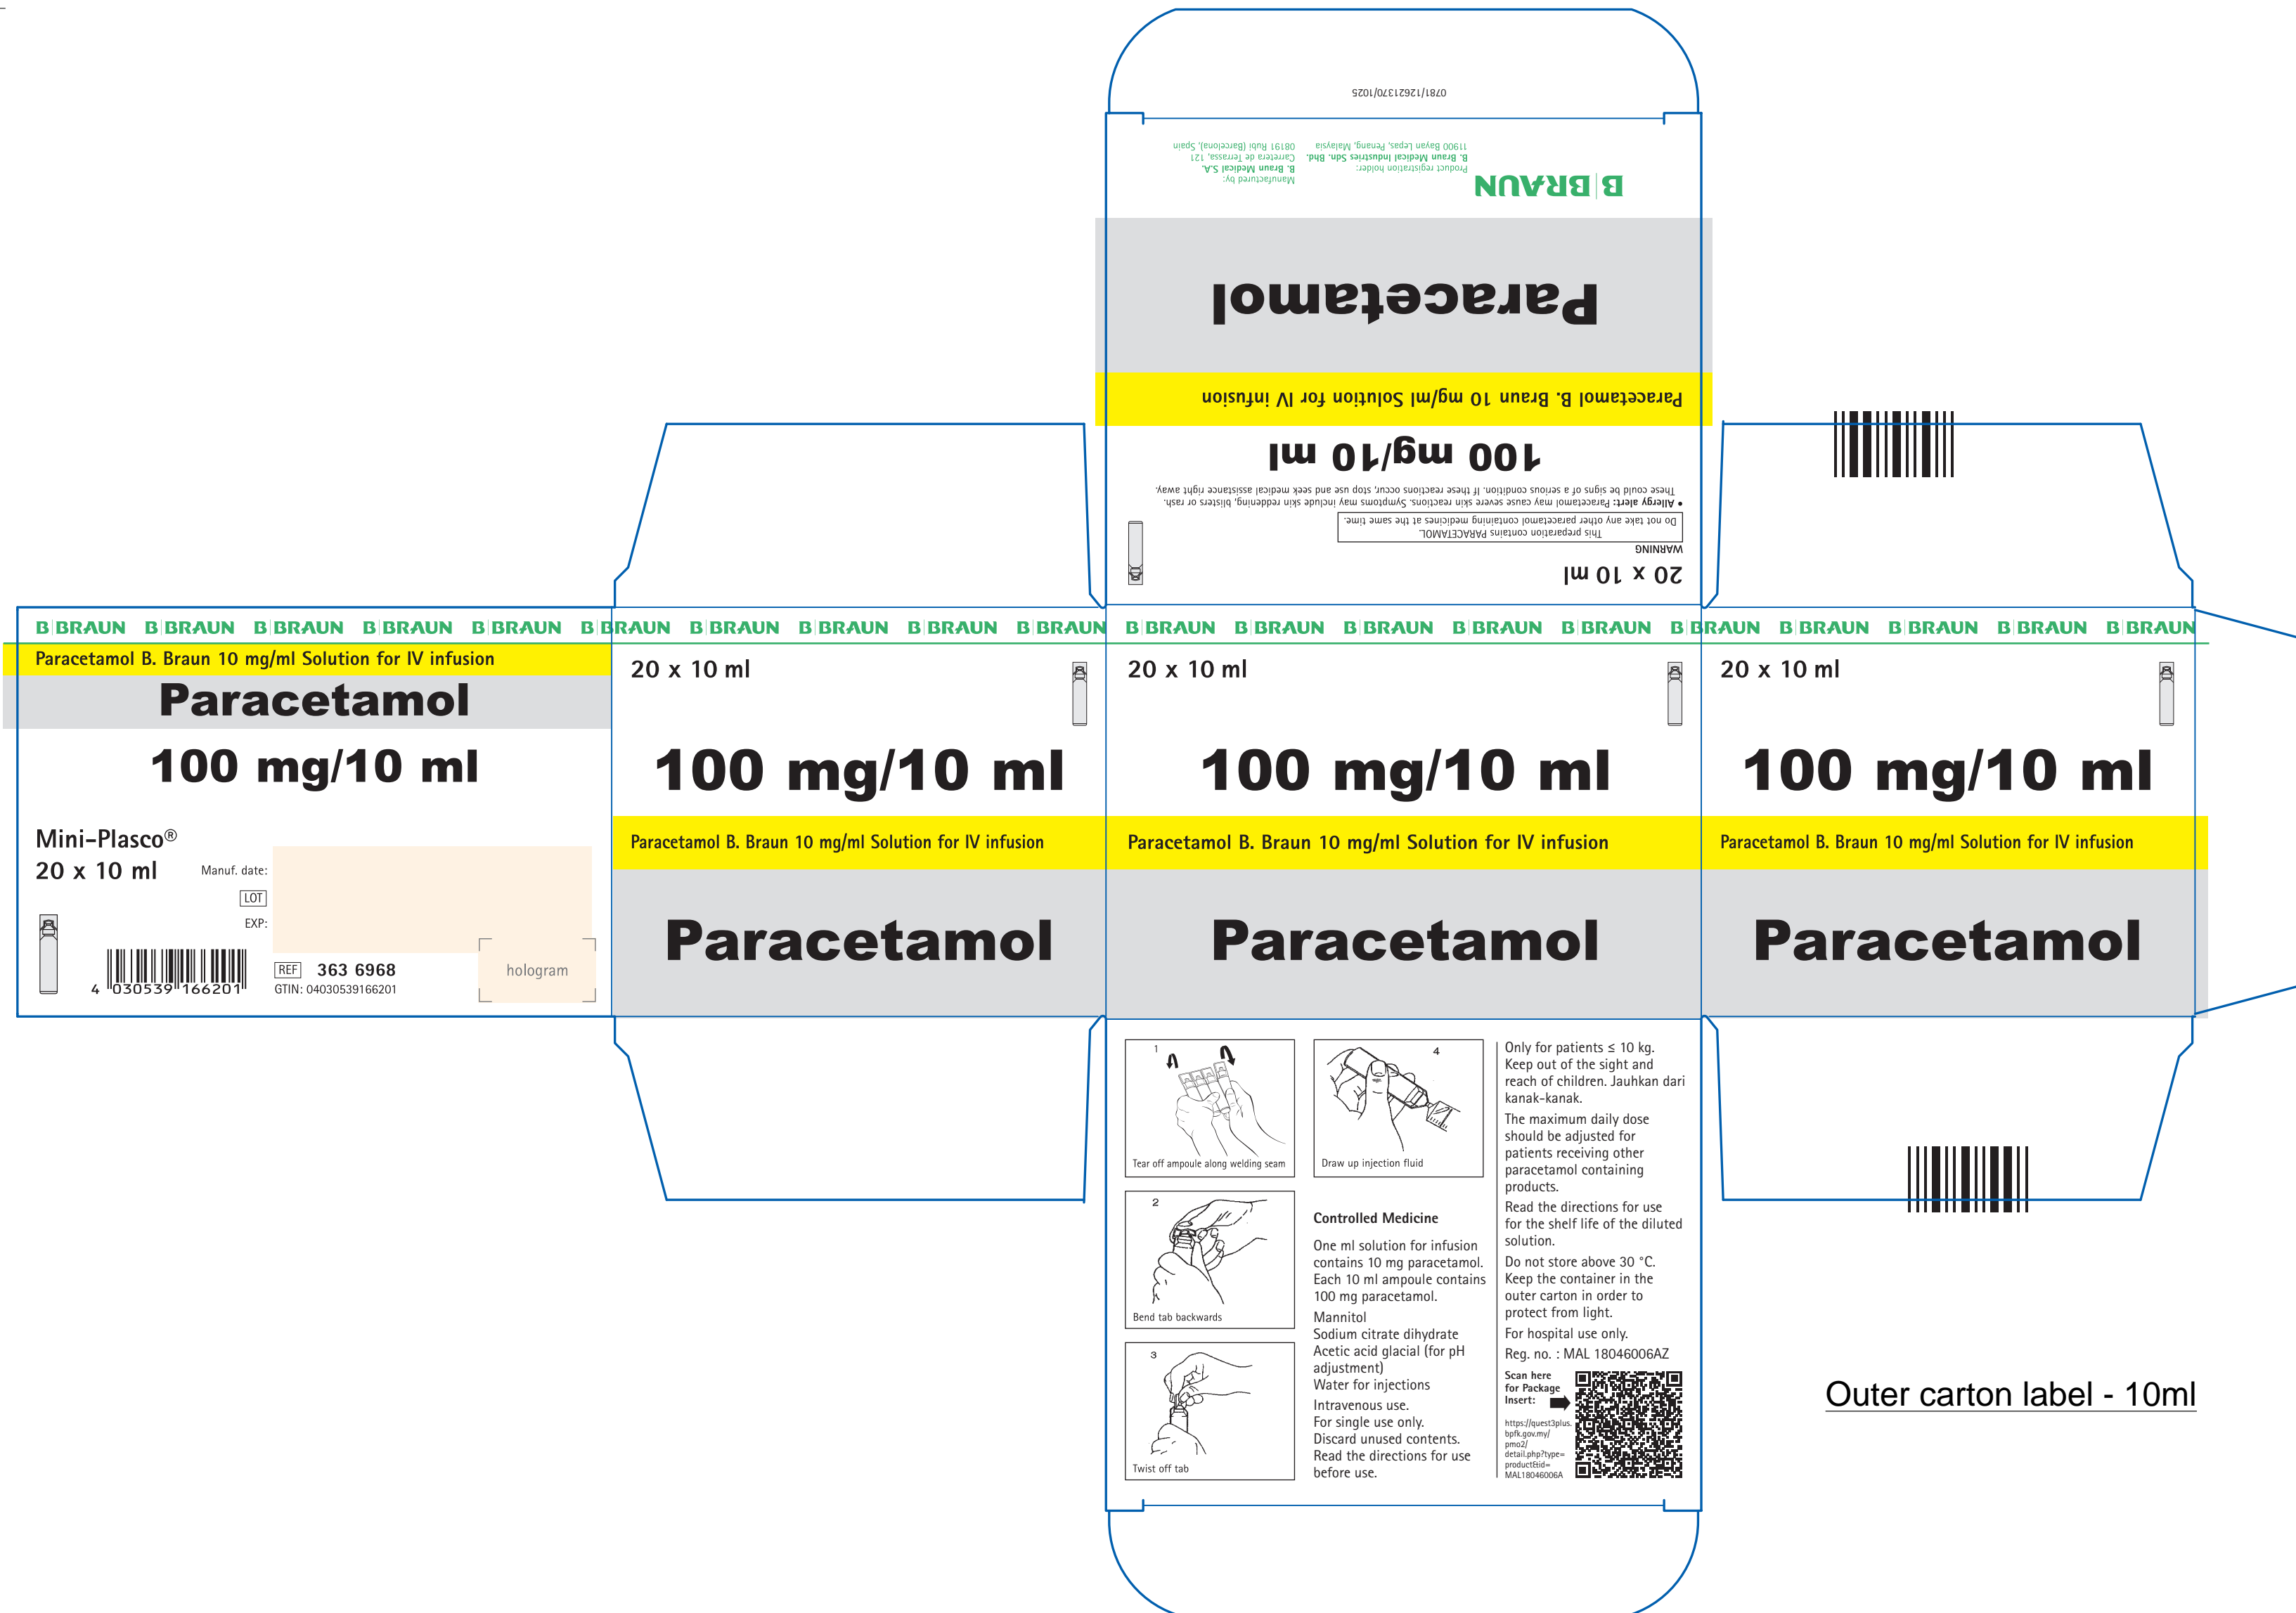 0781/12621370/1025
B|BRAUN
Product registration holder:
B. Braun Medical Industries Sdn. Bhd.
11900 Bayan Lepas, Penang, Malaysia
Manufactured by:
B. Braun Medical S.A.
Carretera de Terrassa, 121
08191 Rubí (Barcelona), Spain
Paracetamol
Paracetamol B. Braun 10 mg/ml Solution for IV infusion
100 mg/10 ml
• Allergy alert: Paracetamol may cause severe skin reactions. Symptoms may include skin reddening, blisters or rash.
These could be signs of a serious condition. If these reactions occur, stop use and seek medical assistance right away.
This preparation contains PARACETAMOL.
Do not take any other paracetamol containing medicines at the same time.
WARNING
20 x 10 ml
B|BRAUN B|BRAUN B|BRAUN B|BRAUN B|BRAUN B|BRAUN B|BRAUN B|BRAUN B|BRAUN B|BRAUN B|BRAUN B|BRAUN B|BRAUN B|BRAUN B|BRAUN B|BRAUN B|BRAUN B|BRAUN B|BRAUN B|BRAUN
Paracetamol B. Braun 10 mg/ml Solution for IV infusion
Paracetamol
100 mg/10 ml
Mini-Plasco®
20 x 10 ml
Manuf. date:
LOT
EXP:
4 030539 166201
REF 363 6968
GTIN: 04030539166201
hologram
20 x 10 ml
100 mg/10 ml
Paracetamol B. Braun 10 mg/ml Solution for IV infusion
Paracetamol
20 x 10 ml
100 mg/10 ml
Paracetamol B. Braun 10 mg/ml Solution for IV infusion
Paracetamol
20 x 10 ml
100 mg/10 ml
Paracetamol B. Braun 10 mg/ml Solution for IV infusion
Paracetamol
1
Tear off ampoule along welding seam
2
Bend tab backwards
3
Twist off tab
4
Draw up injection fluid
Controlled Medicine
One ml solution for infusion
contains 10 mg paracetamol.
Each 10 ml ampoule contains
100 mg paracetamol.
Mannitol
Sodium citrate dihydrate
Acetic acid glacial (for pH
adjustment)
Water for injections
Intravenous use.
For single use only.
Discard unused contents.
Read the directions for use
before use.
Only for patients ≤ 10 kg.
Keep out of the sight and
reach of children. Jauhkan dari
kanak-kanak.
The maximum daily dose
should be adjusted for
patients receiving other
paracetamol containing
products.
Read the directions for use
for the shelf life of the diluted
solution.
Do not store above 30 °C.
Keep the container in the
outer carton in order to
protect from light.
For hospital use only.
Reg. no. : MAL 18046006AZ
Scan here
for Package
Insert:
https://quest3plus.
bpfk.gov.my/
pmo2/
detail.php?type=
product&id=
MAL18046006A
Outer carton label - 10ml